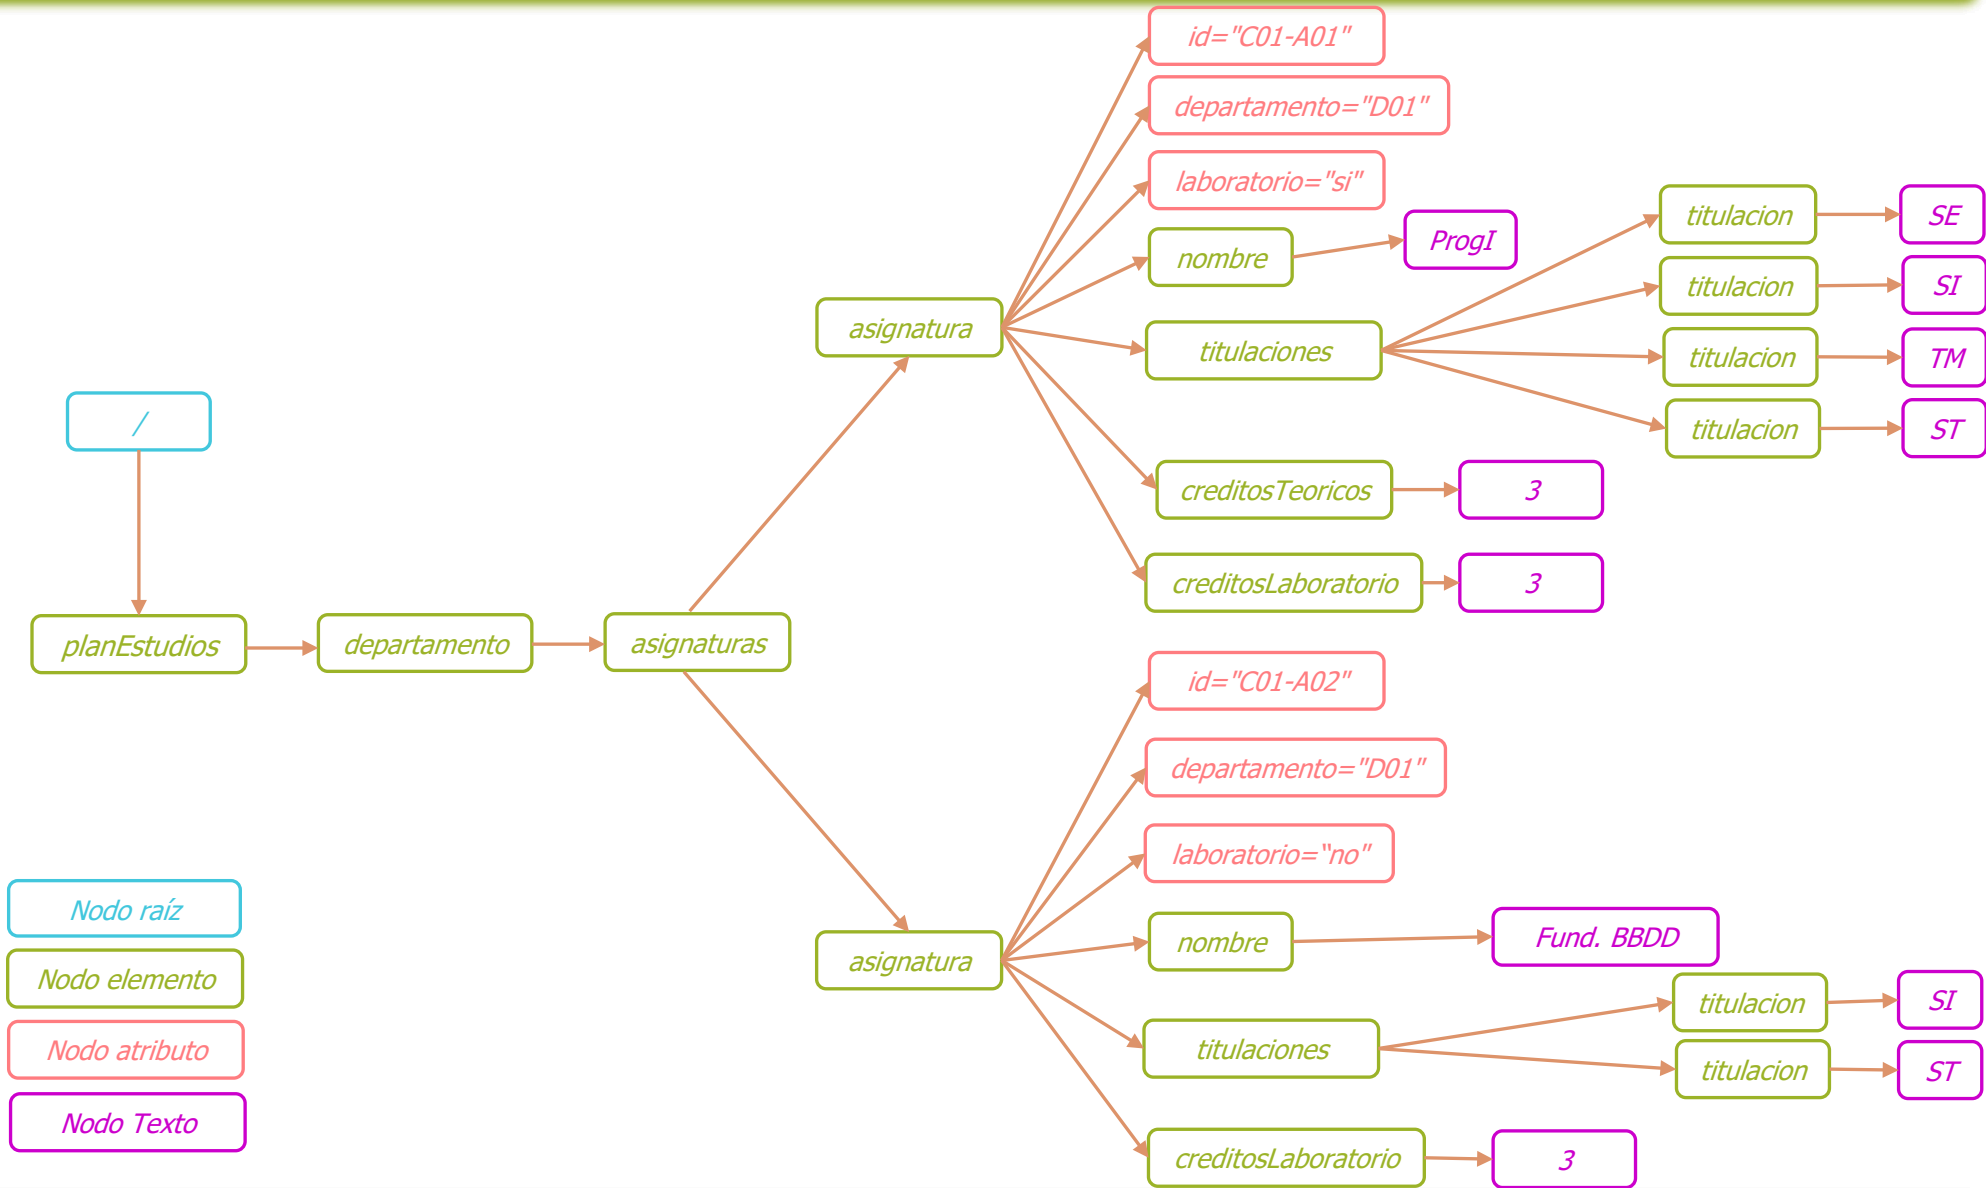 id="C01-A01"
departamento="D01"
laboratorio="si"
nombre
ProgI
titulaciones
titulacion
SE
titulacion
SI
titulacion
TM
titulacion
ST
asignatura
creditosTeoricos
3
creditosLaboratorio
3
/
planEstudios
departamento
asignaturas
id="C01-A02"
departamento="D01"
laboratorio="no"
nombre
Fund. BBDD
asignatura
titulaciones
titulacion
SI
titulacion
ST
creditosLaboratorio
3
Nodo raíz
Nodo elemento
Nodo atributo
Nodo Texto